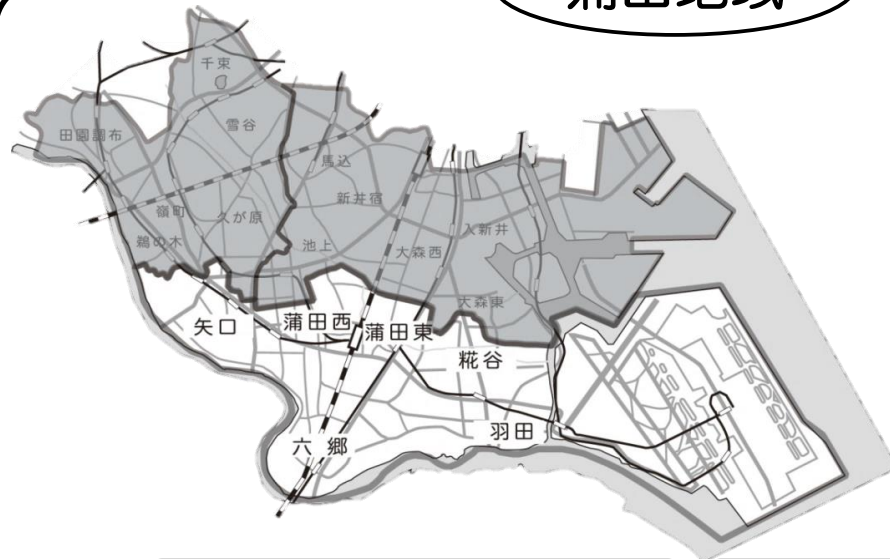 蒲田地域
千束
田園調布
雪谷
馬込
嶺町
久が原
新井宿
鵜の木
池上
大森西
入新井
大森東
矢口
蒲田西
蒲田東
糀谷
羽田
六郷